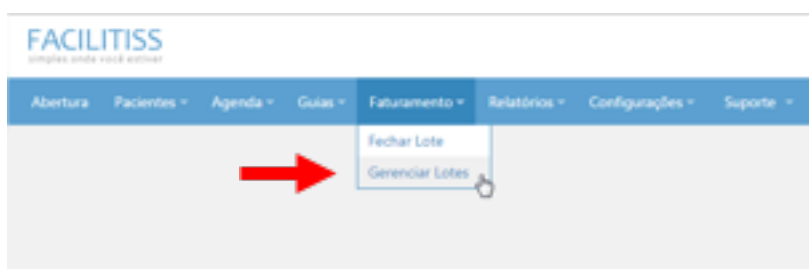 FACILITISS
simples onde você estiver
Abertura Pacientes Agenda Guias Faturamento Relatórios Configurações Suporte
Fechar Lote
Gerenciar Lotes